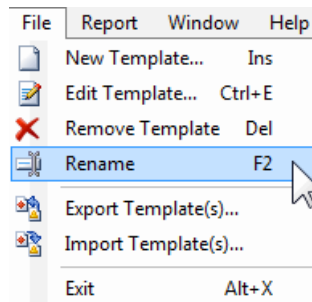 File Report Window Help
New Template... Ins
Edit Template... Ctrl+E
Remove Template Del
Rename F2
Export Template(s)...
Import Template(s)...
Exit Alt+X